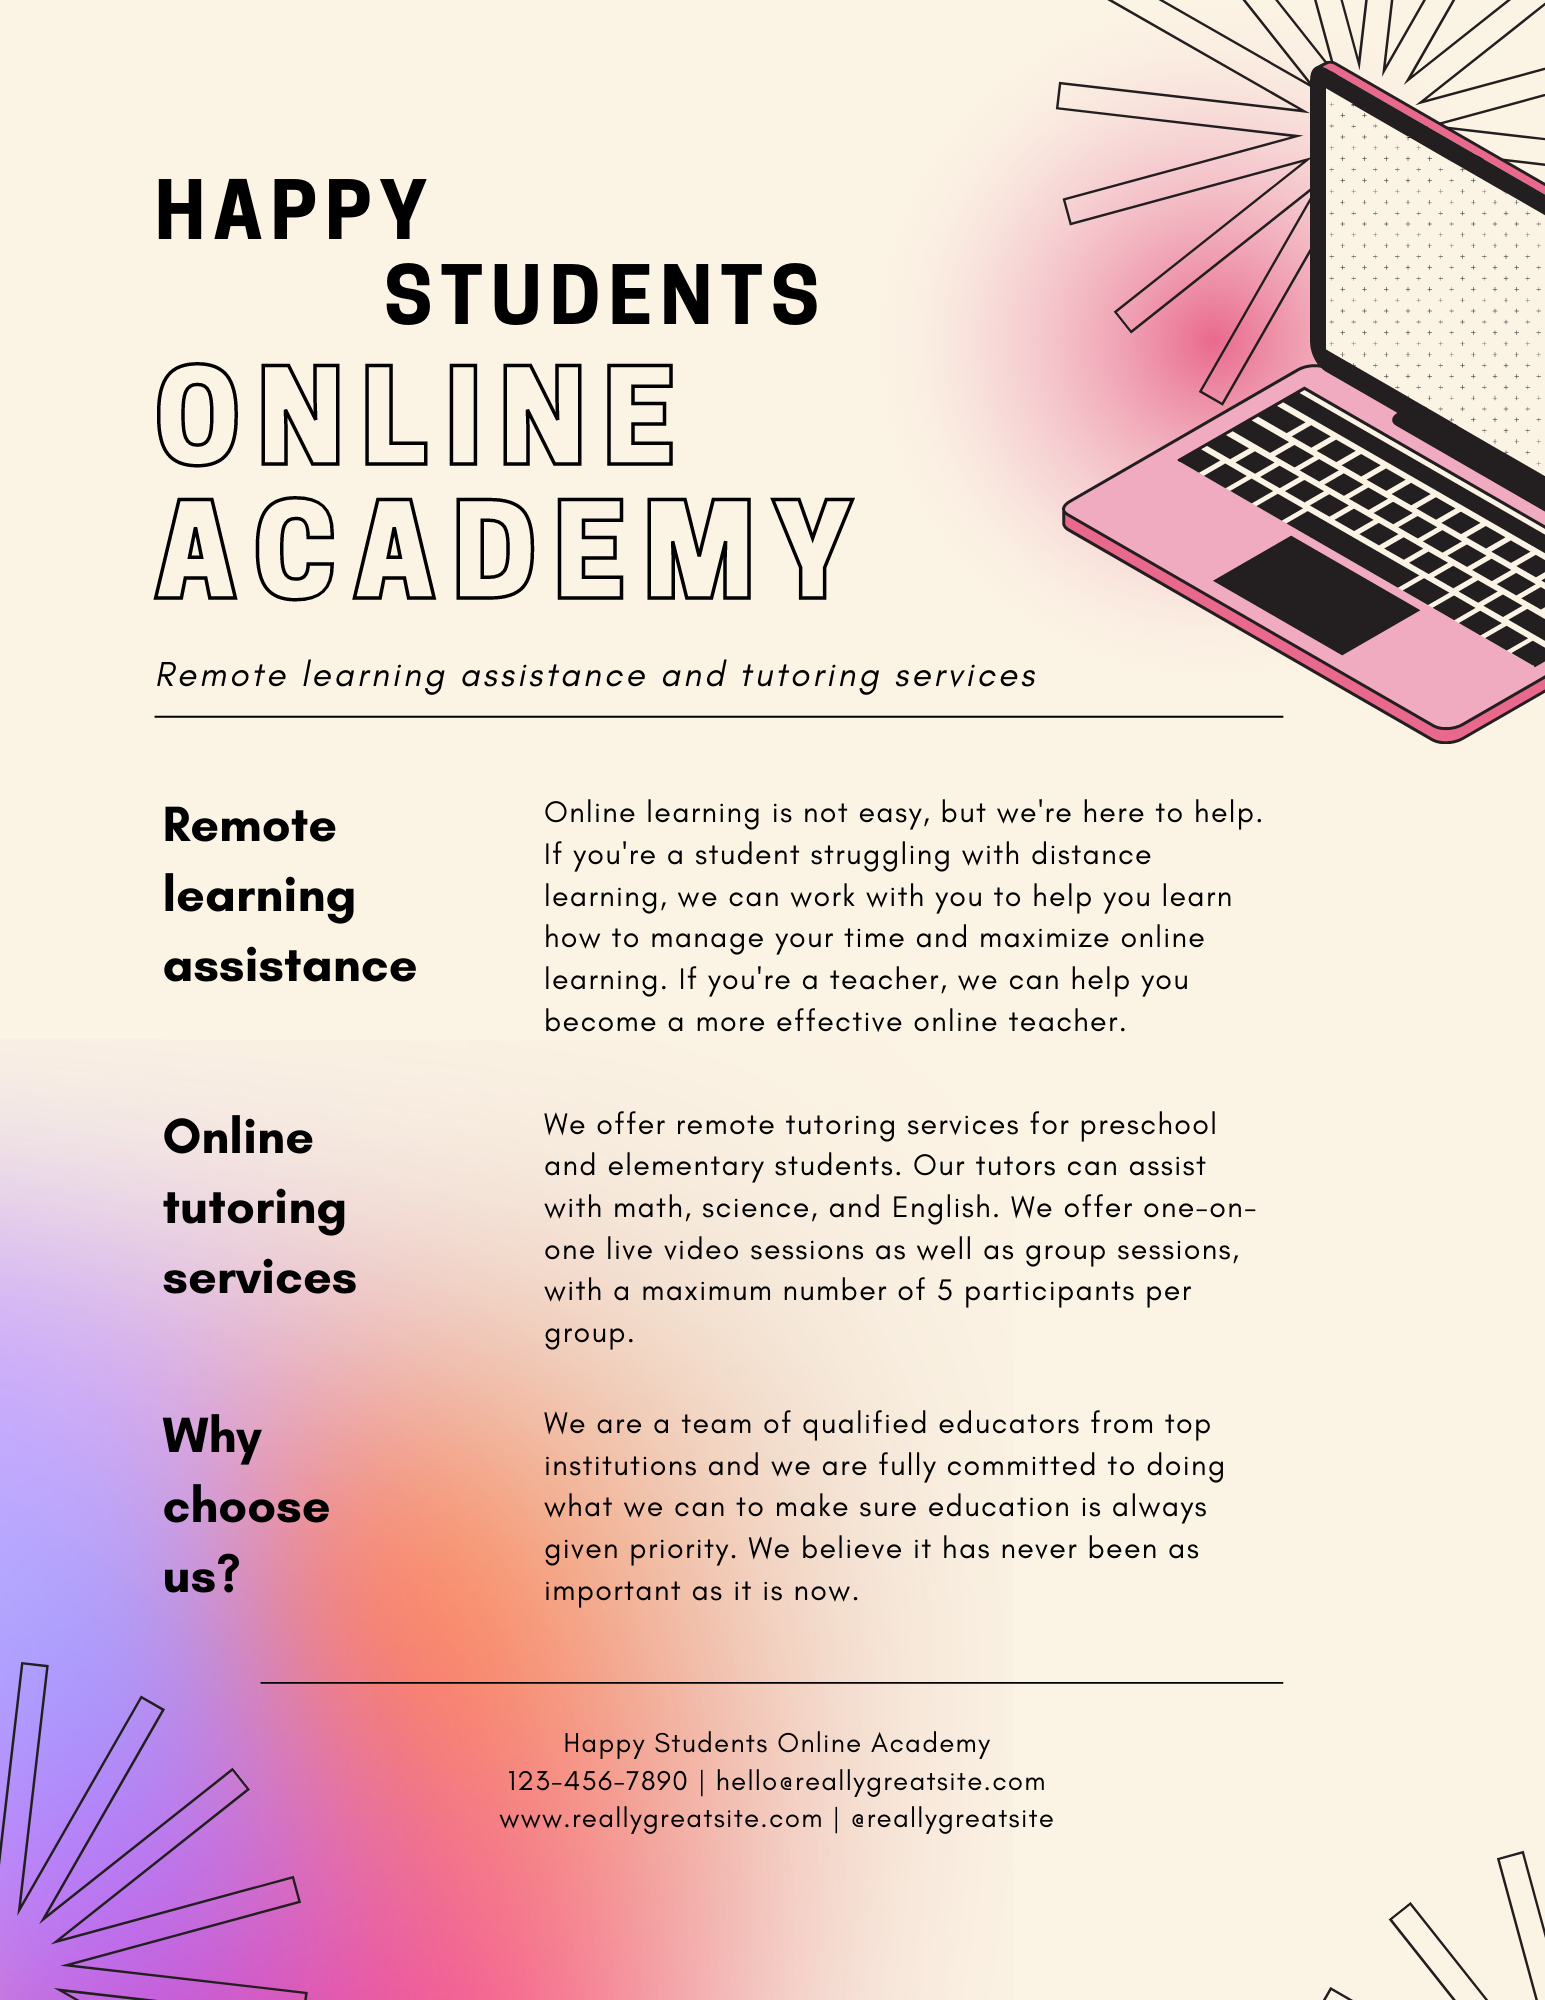 HAPPY
STUDENTS
ONLINE
ACADEMY
Remote learning assistance and tutoring services
Remote
learning
assistance
Online learning is not easy, but we're here to help.
If you're a student struggling with distance
learning, we can work with you to help you learn
how to manage your time and maximize online
learning. If you're a teacher, we can help you
become a more effective online teacher.
Online
tutoring
services
We offer remote tutoring services for preschool
and elementary students. Our tutors can assist
with math, science, and English. We offer one-on-
one live video sessions as well as group sessions,
with a maximum number of 5 participants per
group.
Why
choose
us?
We are a team of qualified educators from top
institutions and we are fully committed to doing
what we can to make sure education is always
given priority. We believe it has never been as
important as it is now.
Happy Students Online Academy
123-456-7890 | hello@reallygreatsite.com
www.reallygreatsite.com | @reallygreatsite